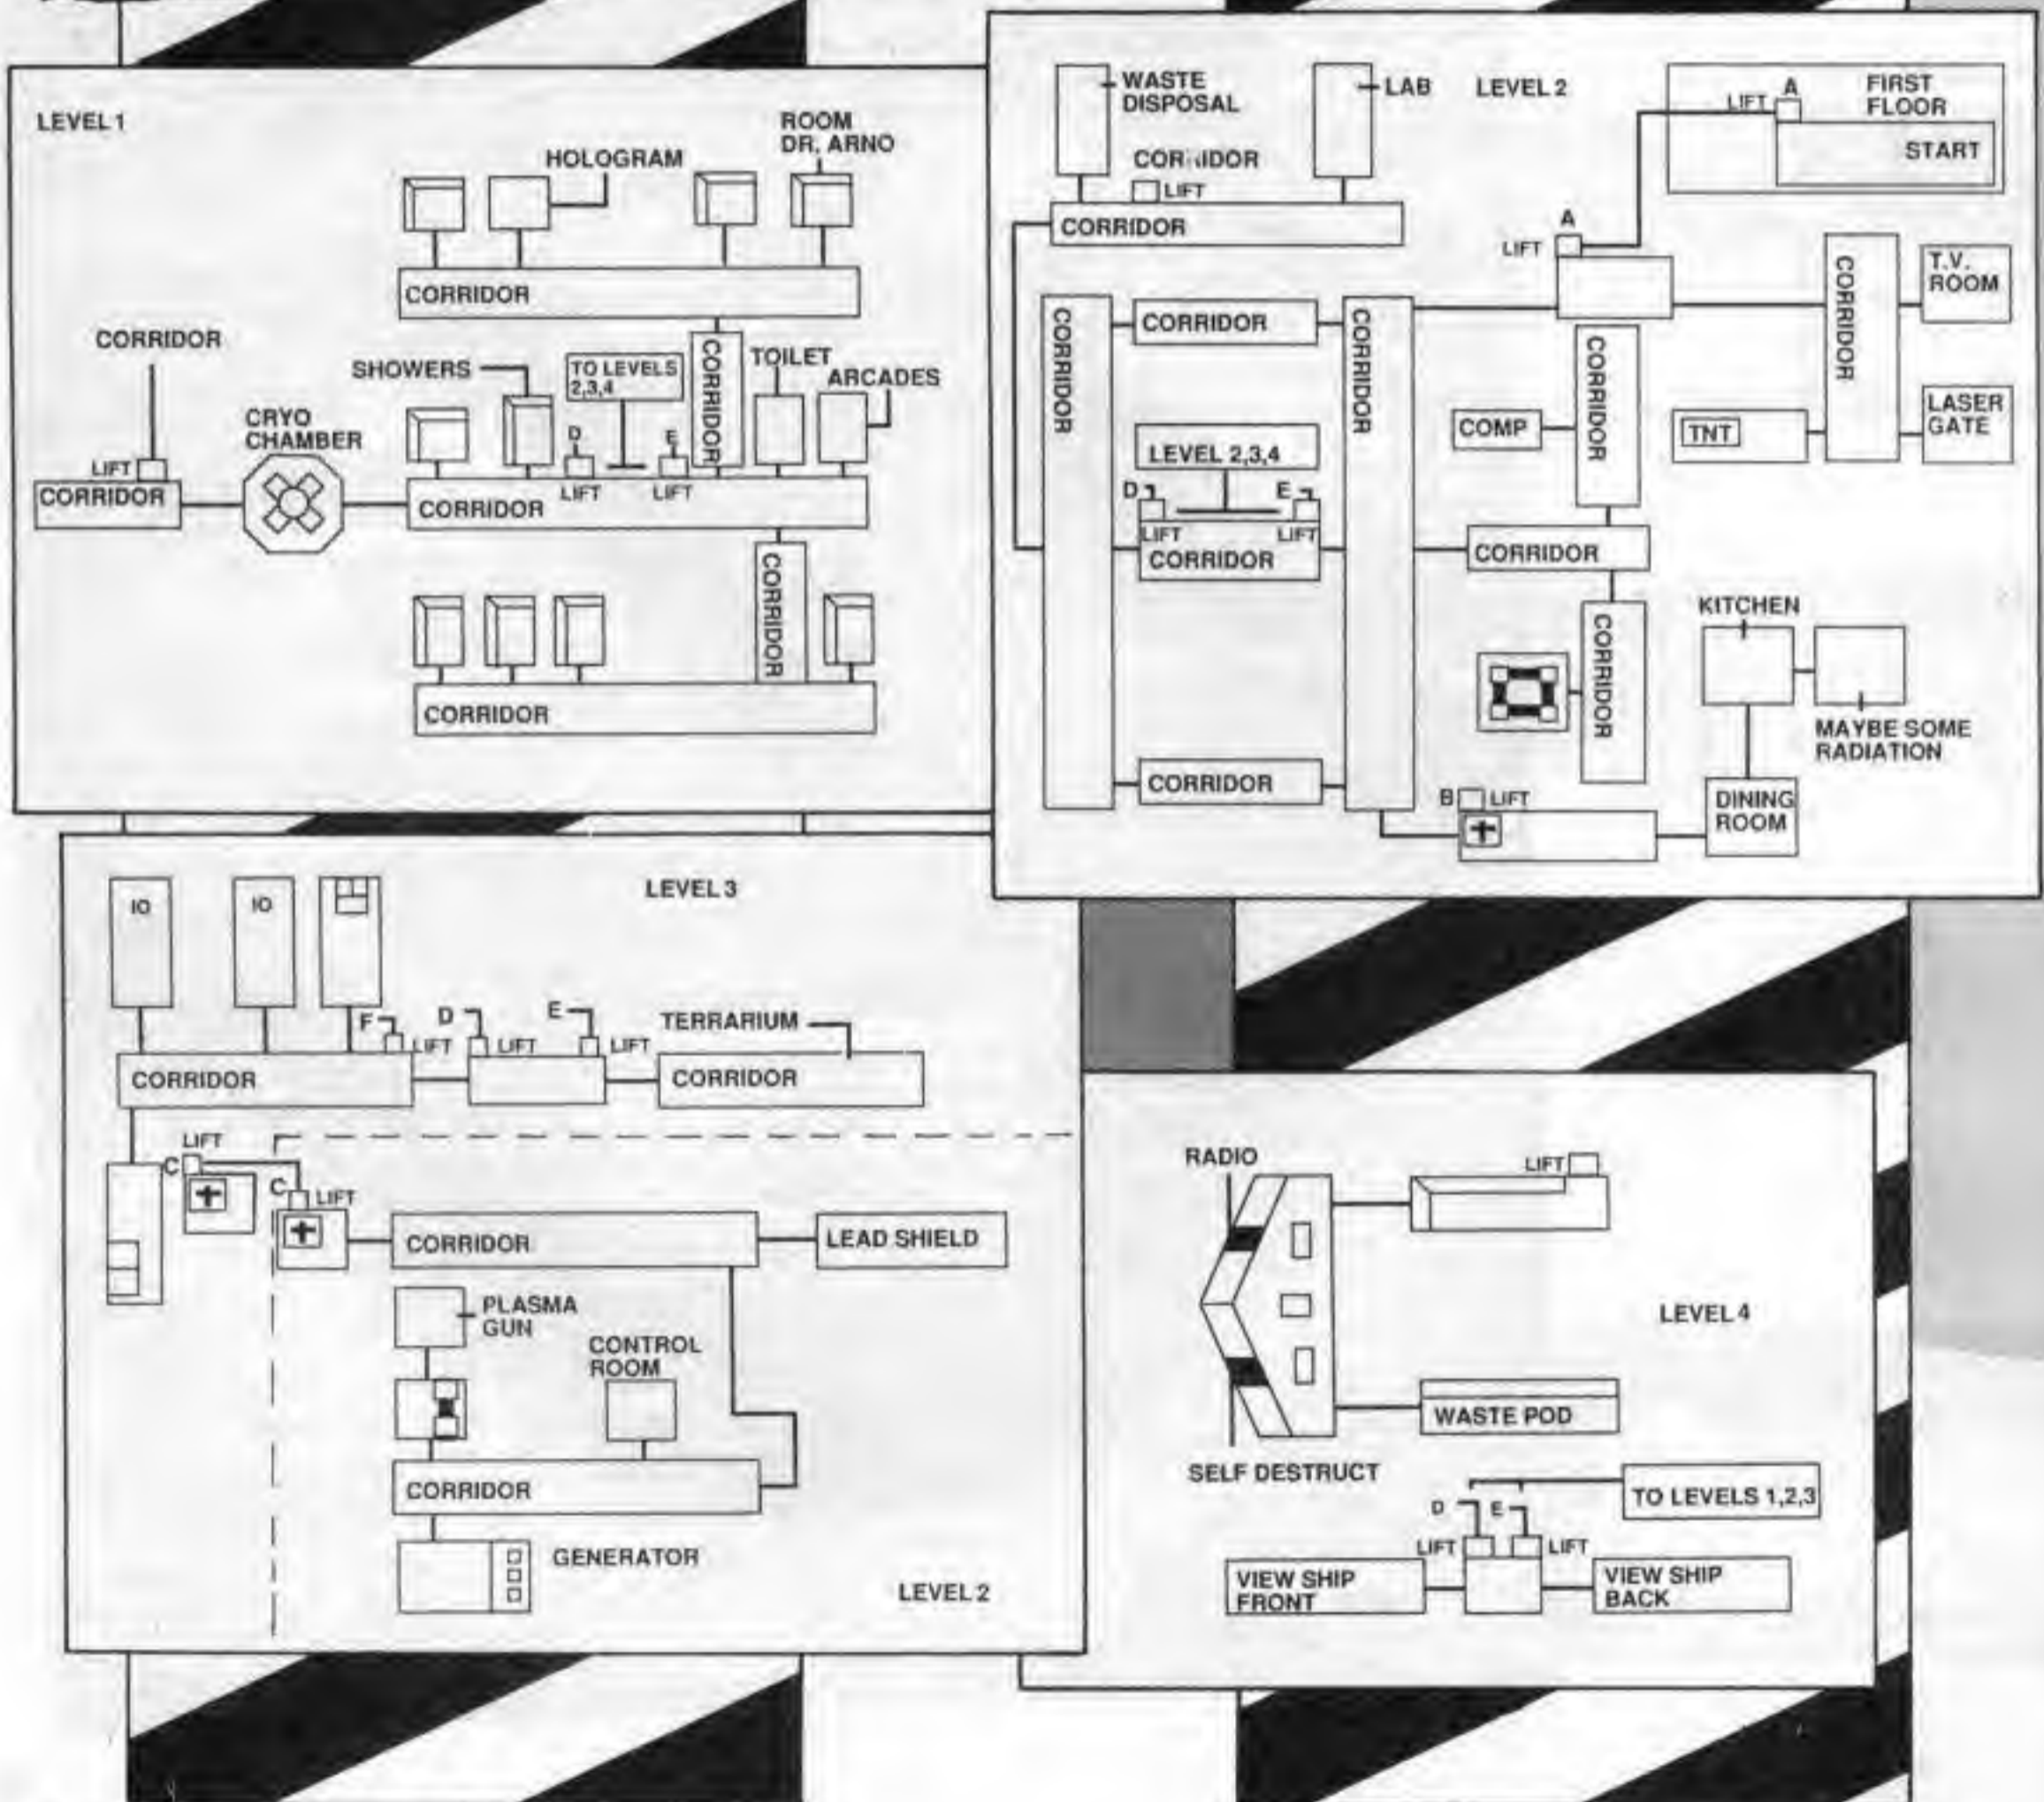 LEVEL 1
HOLOGRAM
ROOM
DR. ARNO
CORRIDOR
CORRIDOR
SHOWERS
TO LEVELS
2,3,4
CORRIDOR
TOILET
ARCADES
CRYO
CHAMBER
D
E
LIFT
CORRIDOR
LIFT
LIFT
CORRIDOR
CORRIDOR
CORRIDOR
WASTE
DISPOSAL
LAB
LEVEL 2
LIFT
A
FIRST
FLOOR
START
CORRIDOR
LIFT
CORRIDOR
A
LIFT
CORRIDOR
T.V.
ROOM
CORRIDOR
CORRIDOR
CORRIDOR
CORRIDOR
COMP
TNT
LASER
GATE
LEVEL 2,3,4
D
E
LIFT
LIFT
CORRIDOR
CORRIDOR
KITCHEN
CORRIDOR
MAYBE SOME
RADIATION
CORRIDOR
B
LIFT
DINING
ROOM
LEVEL 3
IO
IO
F
LIFT
D
LIFT
E
LIFT
TERRARIUM
CORRIDOR
CORRIDOR
LIFT
C
C
LIFT
CORRIDOR
LEAD SHIELD
PLASMA
GUN
CONTROL
ROOM
CORRIDOR
GENERATOR
LEVEL 2
RADIO
LIFT
LEVEL 4
WASTE POD
SELF DESTRUCT
TO LEVELS 1,2,3
D
E
LIFT
LIFT
VIEW SHIP
FRONT
VIEW SHIP
BACK